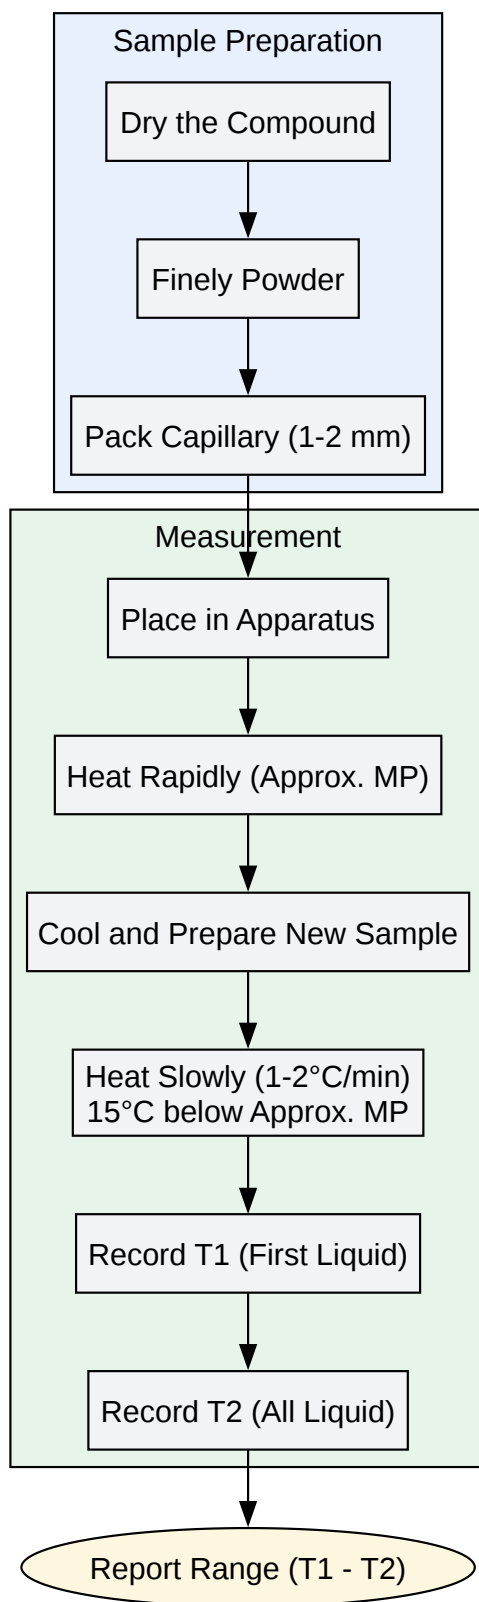 Sample Preparation
Dry the Compound
Finely Powder
Pack Capillary (1-2 mm)
Measurement
Place in Apparatus
Heat Rapidly (Approx. MP)
Cool and Prepare New Sample
Heat Slowly (1-2°C/min)
15°C below Approx. MP
Record T1 (First Liquid)
Record T2 (All Liquid)
Report Range (T1 - T2)